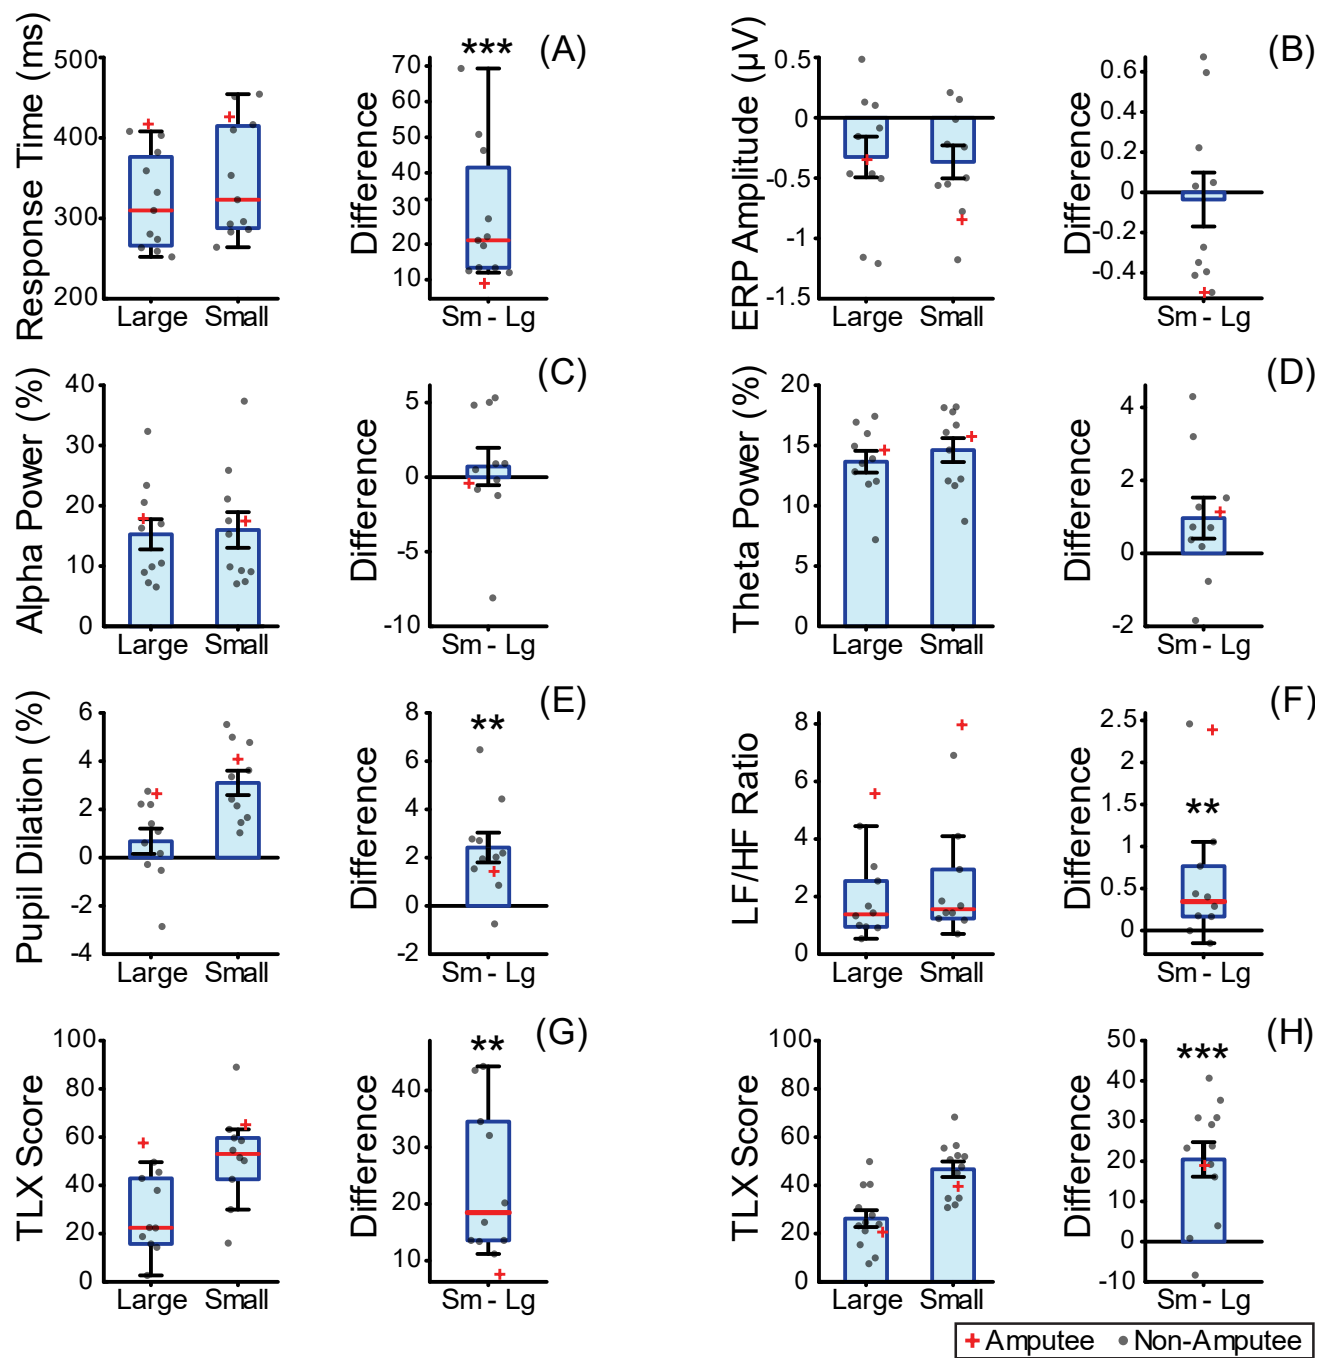 (A)
Response Time (ms)
500
400
300
200
Large Small
Difference
***
70
60
50
40
30
20
10
Sm - Lg
(B)
ERP Amplitude (μV)
0.5
0
-0.5
-1
-1.5
Large Small
Difference
0.6
0.4
0.2
0
-0.2
-0.4
Sm - Lg
(C)
Alpha Power (%)
40
30
20
10
0
Large Small
Difference
5
0
-5
-10
Sm - Lg
(D)
Theta Power (%)
20
15
10
5
0
Large Small
Difference
4
2
0
-2
Sm - Lg
(E)
Pupil Dilation (%)
6
4
2
0
-2
-4
Large Small
Difference
**
8
6
4
2
0
-2
Sm - Lg
(F)
LF/HF Ratio
8
6
4
2
0
Large Small
Difference
**
2.5
2
1.5
1
0.5
0
Sm - Lg
(G)
TLX Score
100
80
60
40
20
0
Large Small
Difference
**
40
30
20
10
Sm - Lg
(H)
TLX Score
100
80
60
40
20
0
Large Small
Difference
***
50
40
30
20
10
0
-10
Sm - Lg
+ Amputee • Non-Amputee